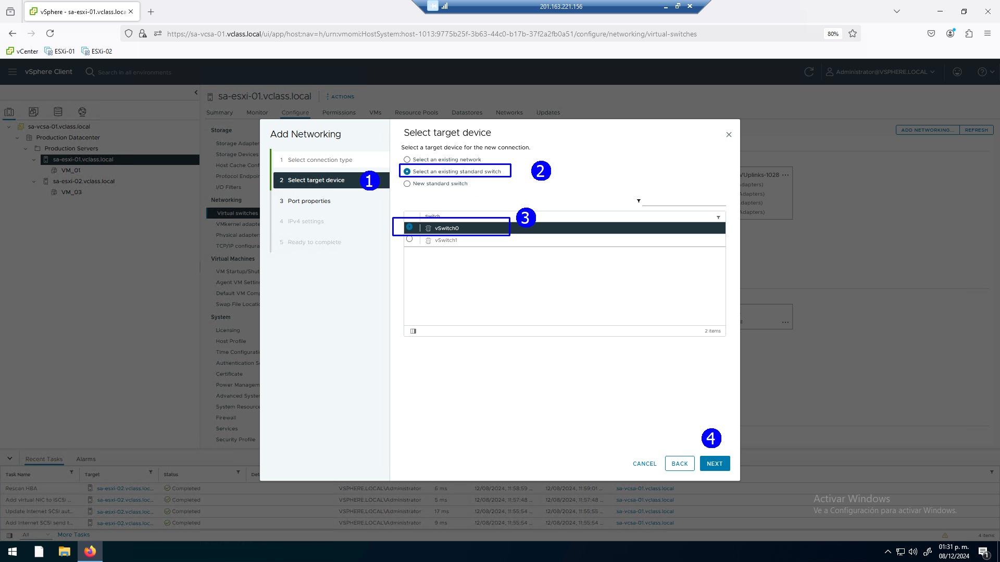 vSphere - sa-esxi-01.vclass.loca
201.163.221.156
https://sa-vcsa-01.vclass.local/ui/app/host;nav=h/urn:vmomi:HostSystem:host-1013:9775b25f-3b63-44c0-b17b-37f2a2fb0a51/configure/networking/virtual-switches
80%
vCenter ESXi-01 ESXi-02
vSphere Client Search in all environments Administrator@VSPHERE.LOCAL
sa-esxi-01.vclass.local ACTIONS
Summary Monitor Configure Permissions VMs Resource Pools Datastores Networks Updates
sa-vcsa-01.vclass.local
Production Datacenter
Production Servers
sa-esxi-01.vclass.local
VM_01
sa-esxi-02.vclass.local
VM_03
Storage
Storage Adapter
Storage Devices
Host Cache Conf
Protocol Endpoin
I/O Filters
Networking
Virtual switches
VMkernel adapte
Physical adapters
TCP/IP configura
Virtual Machines
VM Startup/Shut
Agent VM Settin
Default VM Comp
Swap File Locatio
System
Licensing
Host Profile
Time Configuratio
Authentication Se
Certificate
Power Managem
Advanced System
System Resource
Firewall
Services
Security Profile
ADD NETWORKING... REFRESH
VUplinks-1028 ...
dapters)
Adapters)
Adapters)
Adapters)
...
Add Networking
1 Select connection type
2 Select target device
3 Port properties
4 IPv4 settings
5 Ready to complete
1
Select target device
Select a target device for the new connection.
Select an existing network
Select an existing standard switch
2
New standard switch
Switch
3
vSwitch0
vSwitch1
2 items
4
CANCEL BACK NEXT
Recent Tasks Alarms
Task Name Target Status Det
Rescan HBA sa-esxi-02.vclass.loc... Completed VSPHERE.LOCAL\Administrator 6 ms 12/08/2024, 11:58:59 ... 12/08/2024, 11:59:01 ... sa-vcsa-01.vclass.local
Add virtual NIC to iSCSI ... sa-esxi-02.vclass.loc... Completed VSPHERE.LOCAL\Administrator 5 ms 12/08/2024, 11:57:48 ... 12/08/2024, 11:57:48 ... sa-vcsa-01.vclass.local
Update Internet SCSI aut... sa-esxi-02.vclass.loc... Completed VSPHERE.LOCAL\Administrator 17 ms 12/08/2024, 11:55:54 ... 12/08/2024, 11:55:55 ... sa-vcsa-01.vclass.local
Add Internet SCSI send t... sa-esxi-02.vclass.loc... Completed VSPHERE.LOCAL\Administrator 9 ms 12/08/2024, 11:55:54 ... 12/08/2024, 11:55:54 ... sa-vcsa-01.vclass.local
All More Tasks 4 items
Activar Windows
Ve a Configuración para activar Windows.
01:31 p. m.
08/12/2024
1